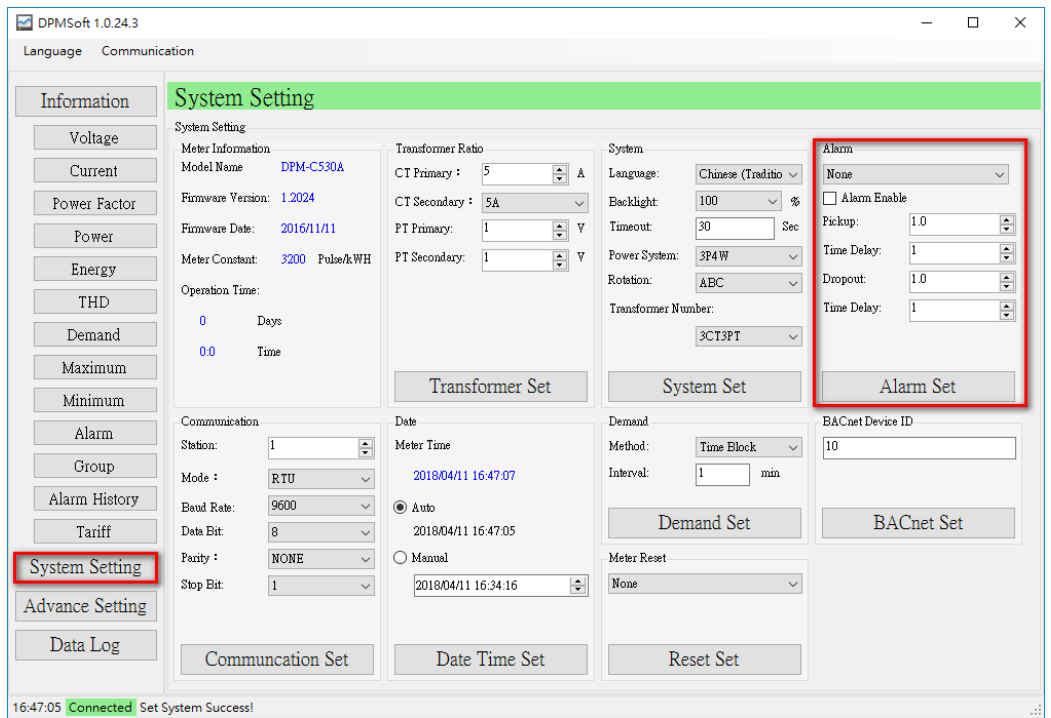 DPMSoft 1.0.24.3
Language Communication
Information
Voltage
Current
Power Factor
Power
Energy
THD
Demand
Maximum
Minimum
Alarm
Group
Alarm History
Tariff
System Setting
Advance Setting
Data Log
System Setting
System Setting
Meter Information
Model Name DPM-C530A
Firmware Version: 1.2024
Firmware Date: 2016/11/11
Meter Constant: 3200 Pulse/kWH
Operation Time:
0 Days
0:0 Time
Transformer Ratio
CT Primary: 5 A
CT Secondary: 5A
PT Primary: 1 V
PT Secondary: 1 V
Transformer Set
System
Language: Chinese (Traditio
Backlight: 100 %
Timeout: 30 Sec
Power System: 3P4W
Rotation: ABC
Transformer Number:
3CT3PT
System Set
Alarm
None
Alarm Enable
Pickup: 1.0
Time Delay: 1
Dropout: 1.0
Time Delay: 1
Alarm Set
Communication
Station: 1
Mode: RTU
Baud Rate: 9600
Data Bit: 8
Parity: NONE
Stop Bit: 1
Communcation Set
Date
Meter Time
2018/04/11 16:47:07
Auto
2018/04/11 16:47:05
Manual
2018/04/11 16:34:16
Date Time Set
Demand
Method: Time Block
Interval: 1 min
Demand Set
Meter Reset
None
Reset Set
BACnet Device ID
10
BACnet Set
16:47:05 Connected Set System Success!